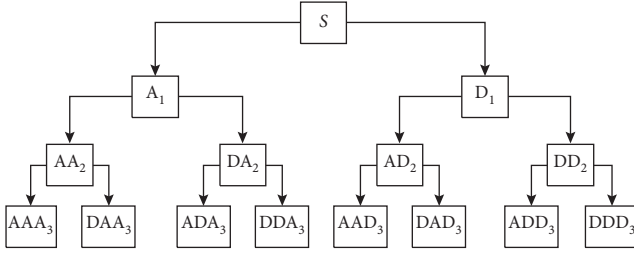 S
A₁ D₁
AA₂ DA₂ AD₂ DD₂
AAA₃ DAA₃ ADA₃ DDA₃ AAD₃ DAD₃ ADD₃ DDD₃